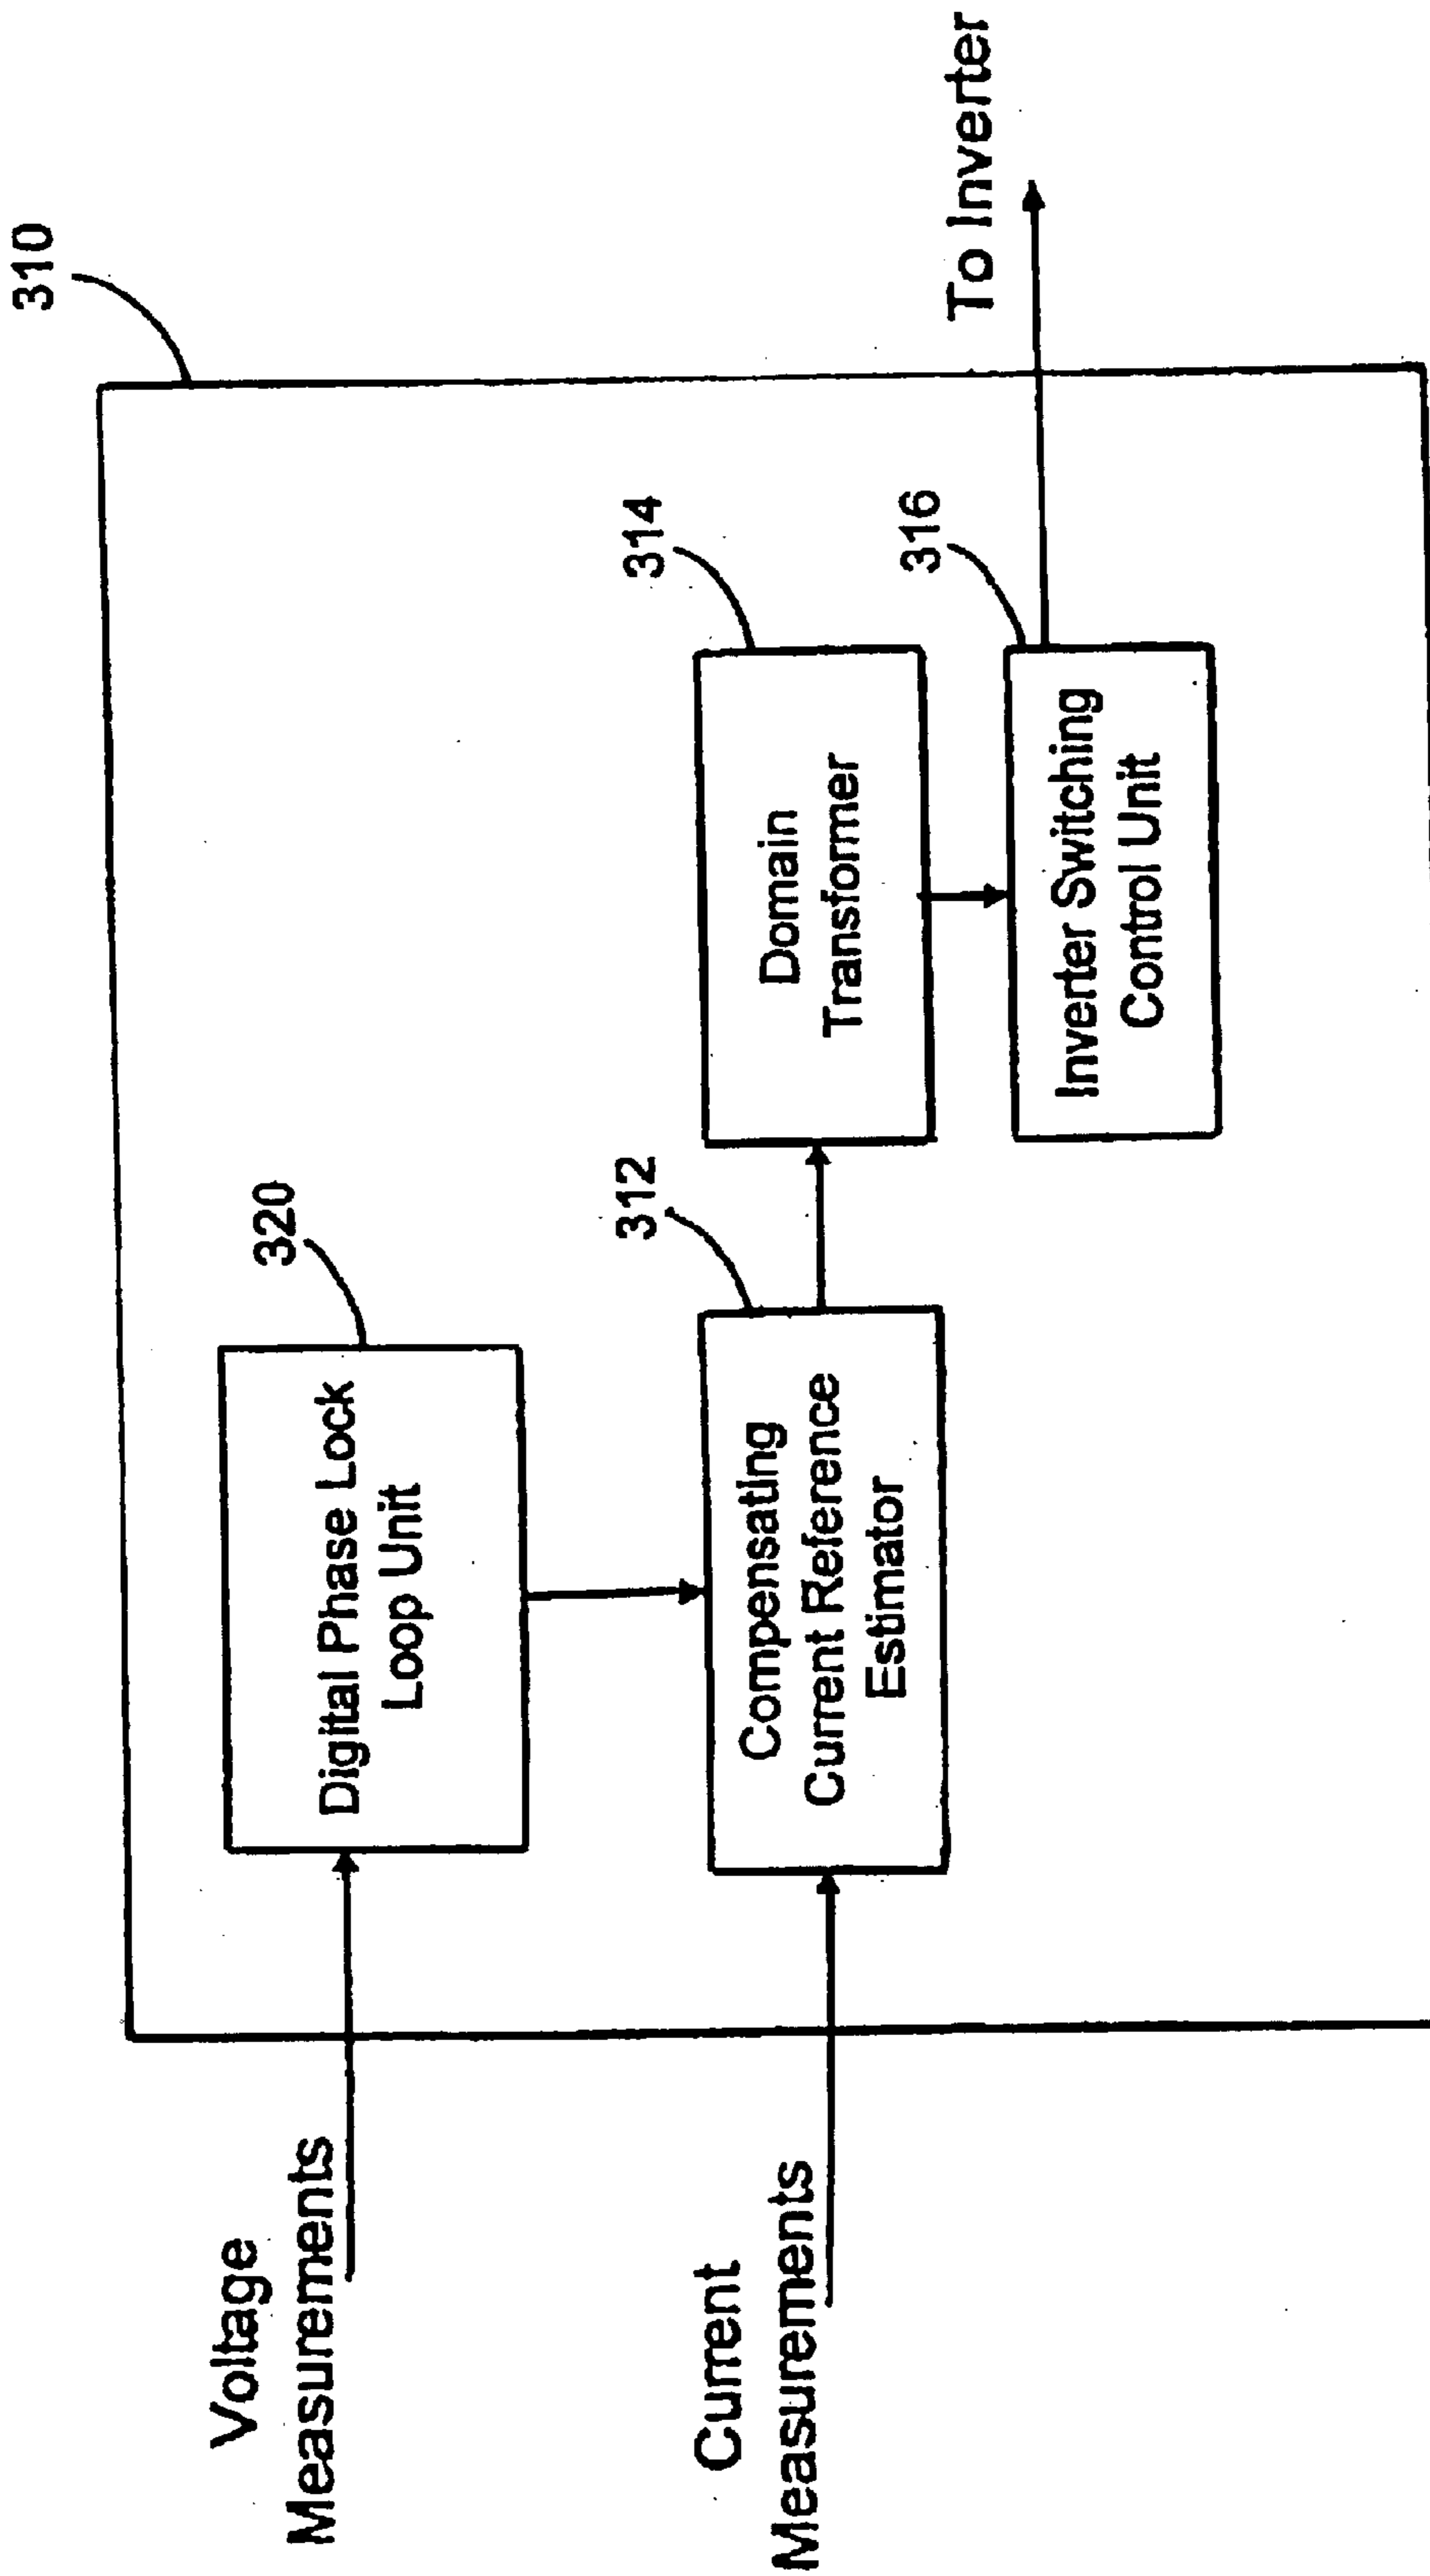 310
Voltage
Measurements
320
Digital Phase Lock
Loop Unit
Current
Measurements
312
Compensating
Current Reference
Estimator
314
Domain
Transformer
316
Inverter Switching
Control Unit
To Inverter